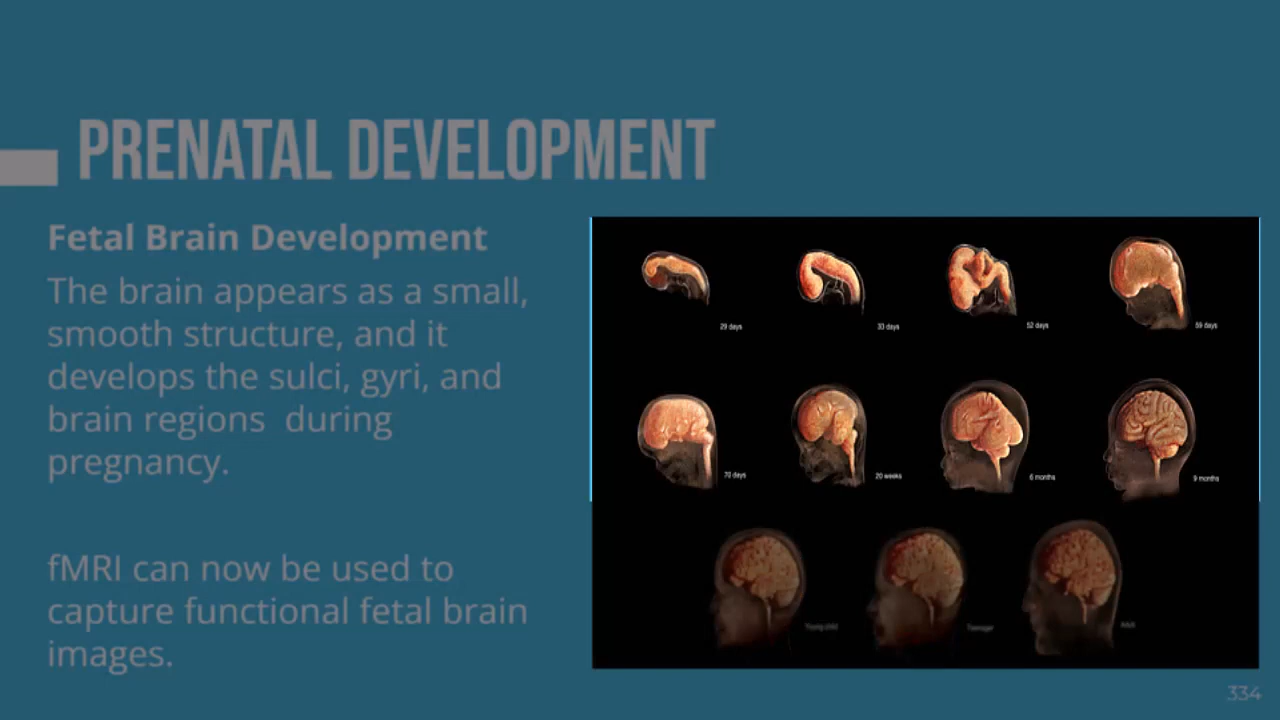 PRENATAL DEVELOPMENT
Fetal Brain Development
The brain appears as a small,
smooth structure, and it
develops the sulci, gyri, and
brain regions during
pregnancy.
fMRI can now be used to
capture functional fetal brain
images.
29 days
33 days
52 days
59 days
70 days
20 weeks
6 months
9 months
Young child
Teenager
Adult
334